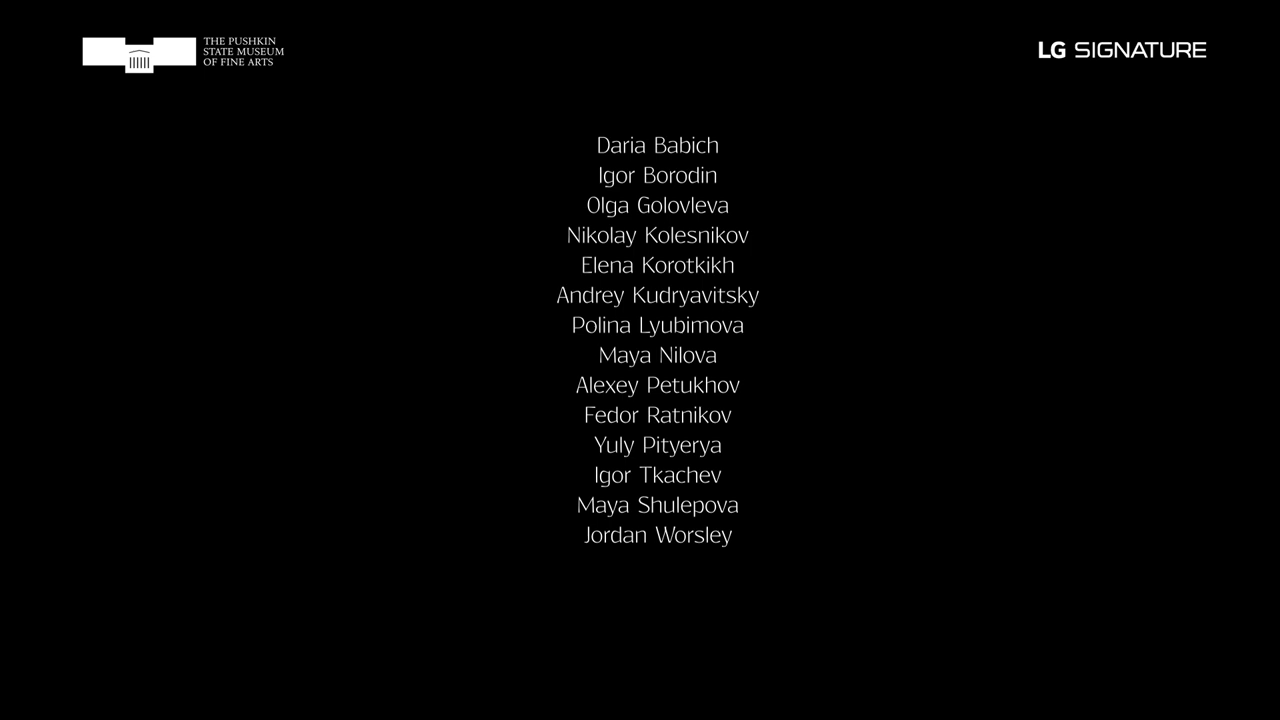 THE PUSHKIN
STATE MUSEUM
OF FINE ARTS
LG SIGNATURE
Daria Babich
Igor Borodin
Olga Golovleva
Nikolay Kolesnikov
Elena Korotkikh
Andrey Kudryavitsky
Polina Lyubimova
Maya Nilova
Alexey Petukhov
Fedor Ratnikov
Yuly Pityerya
Igor Tkachev
Maya Shulepova
Jordan Worsley